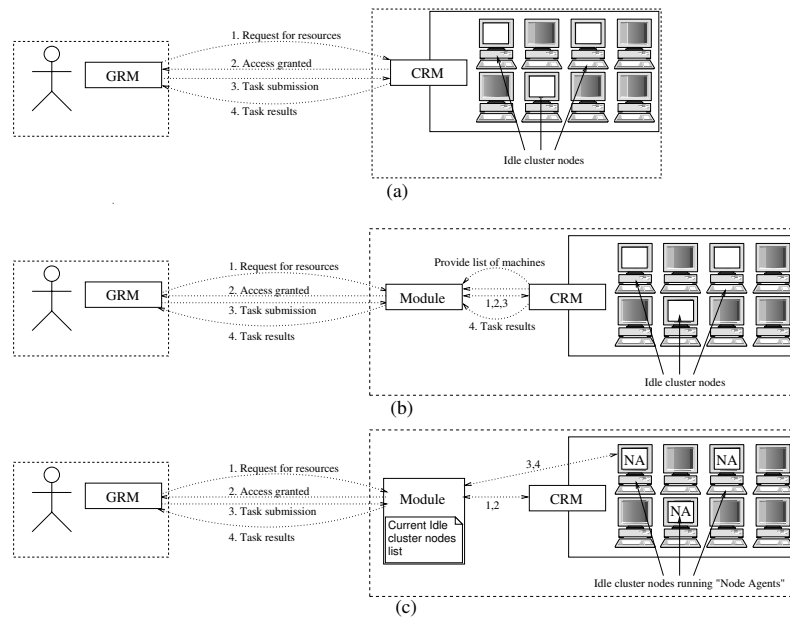 1. Request for resources
GRM
2. Access granted
CRM
3. Task submission
4. Task results
Idle cluster nodes
(a)
1. Request for resources
Provide list of machines
GRM
2. Access granted
Module
1,2,3
CRM
3. Task submission
4. Task results
4. Task results
Idle cluster nodes
(b)
1. Request for resources
3,4
NA
NA
GRM
2. Access granted
Module
1,2
CRM
3. Task submission
NA
4. Task results
Current Idle
cluster nodes
list
Idle cluster nodes running "Node Agents"
(c)